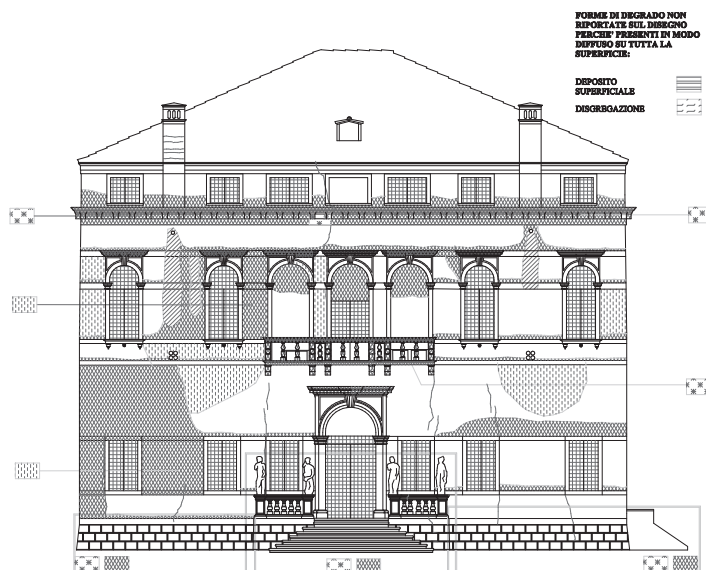 FORME DI DEGRADO NON
RIPORTATE SUL DISEGNO
PERCHE' PRESENTI IN MODO
DIFFUSO SU TUTTA LA
SUPERFICIE:
DEPOSITO
SUPERFICIALE
DISGREGAZIONE